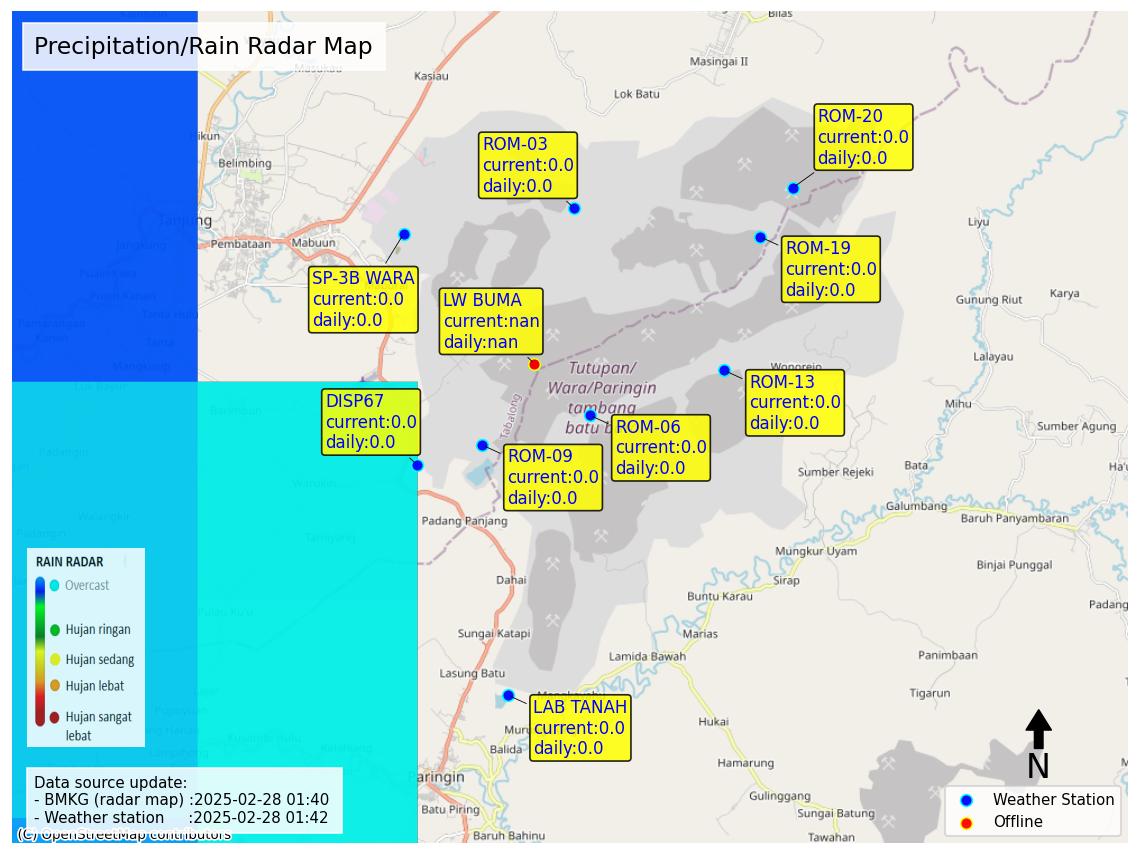 Precipitation/Rain Radar Map
Bilas
Masingai II
Kasiau
Lok Batu
Hikun
Belimbing
Tanjung
Pembataan
Mabuun
ROM-20
current:0.0
daily:0.0
ROM-03
current:0.0
daily:0.0
Liyu
ROM-19
current:0.0
daily:0.0
SP-3B WARA
current:0.0
daily:0.0
LW BUMA
current:nan
daily:nan
Gunung Riut
Karya
Lalayau
Wonorejo
Tutupan/
Wara/Paringin
tambang
batu b
Tabalong
ROM-13
current:0.0
daily:0.0
DISP67
current:0.0
daily:0.0
ROM-06
current:0.0
daily:0.0
ROM-09
current:0.0
daily:0.0
Mihu
Sumber Agung
Bata
Ha'u
Sumber Rejeki
Galumbang
Baruh Panyambaran
Padang Panjang
Warukin
Tamiyang
Mungkur Uyam
Binjai Punggal
Dahai
Sirap
Buntu Karau
Padang
Sungai Katapi
Marias
Lamida Bawah
Panimbaan
Lasung Batu
Tigarun
RAIN RADAR
Overcast
Hujan ringan
Hujan sedang
Hujan lebat
Hujan sangat
lebat
LAB TANAH
current:0.0
daily:0.0
Muru
Balida
Hukai
Hamarung
Paringin
Gulinggang
Batu Piring
Sungai Batung
Baruh Bahinu
Tawahan
Ma
N
Data source update:
- BMKG (radar map) :2025-02-28 01:40
- Weather station :2025-02-28 01:42
Weather Station
Offline
(C) OpenStreetMap contributors